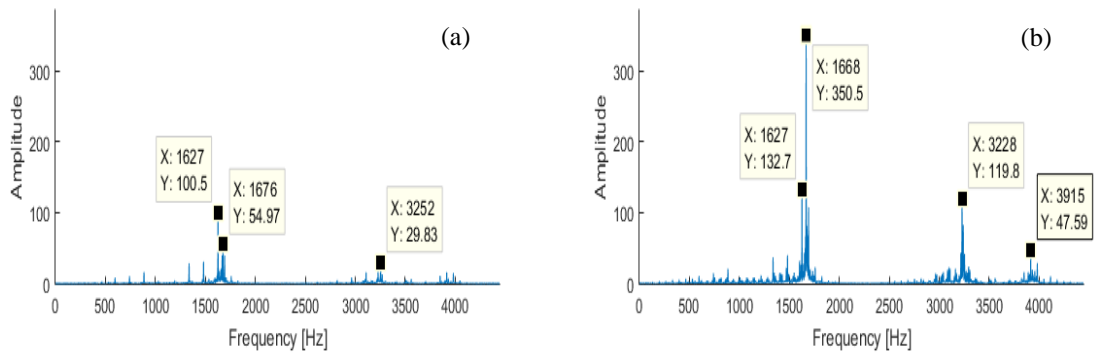 (a)
Amplitude
300
200
100
0
X: 1627
Y: 100.5
X: 1676
Y: 54.97
X: 3252
Y: 29.83
0 500 1000 1500 2000 2500 3000 3500 4000
Frequency [Hz]
(b)
Amplitude
300
200
100
0
X: 1668
Y: 350.5
X: 1627
Y: 132.7
X: 3228
Y: 119.8
X: 3915
Y: 47.59
0 500 1000 1500 2000 2500 3000 3500 4000
Frequency [Hz]